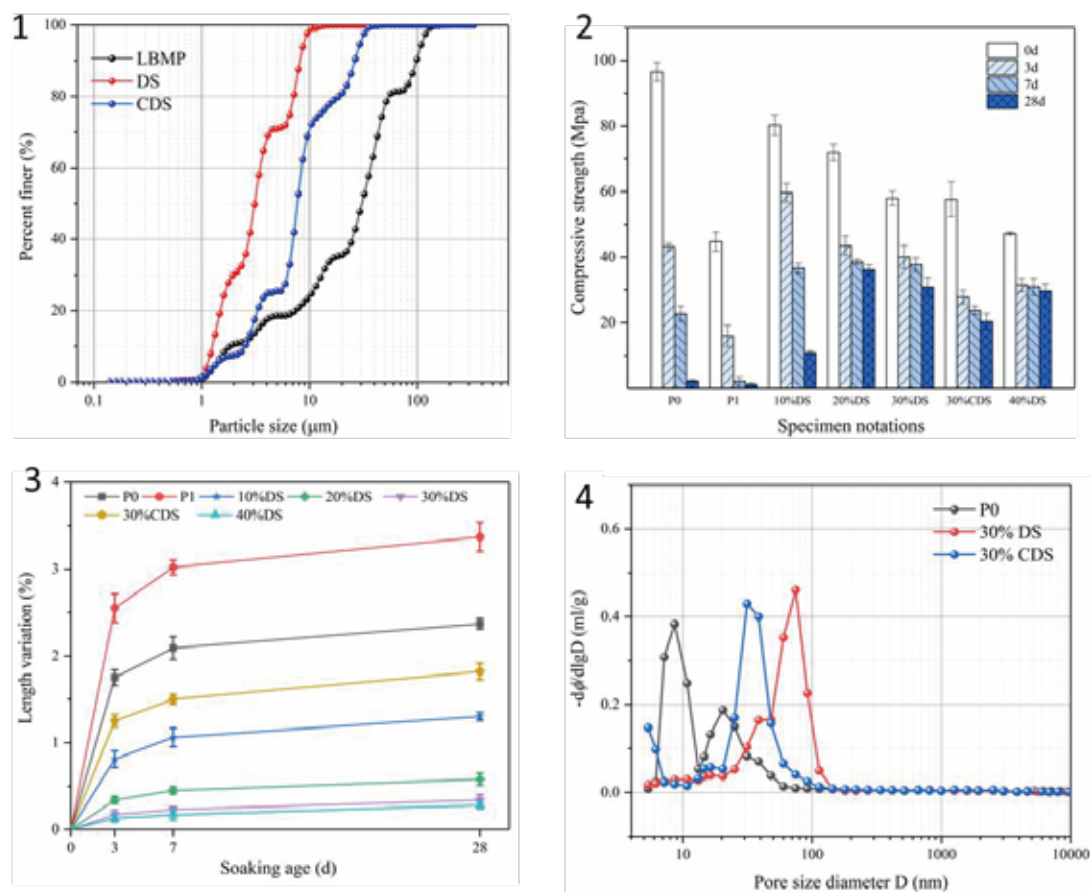 1
100
80
60
40
20
0
Percent finer (%)
LBMP
DS
CDS
0.1 1 10 100
Particle size (μm)
2
100
80
60
40
20
Compressive strength (Mpa)
0d
3d
7d
28d
P0 P1 10%DS 20%DS 30%DS 30%CDS 40%DS
Specimen notations
3
4
3
2
1
0
Length variation (%)
P0 P1 10%DS 20%DS 30%DS
30%CDS 40%DS
0 3 7 28
Soaking age (d)
4
0.6
0.4
0.2
0.0
-dϕ/dlgD (ml/g)
P0
30% DS
30% CDS
10 100 1000 10000
Pore size diameter D (nm)